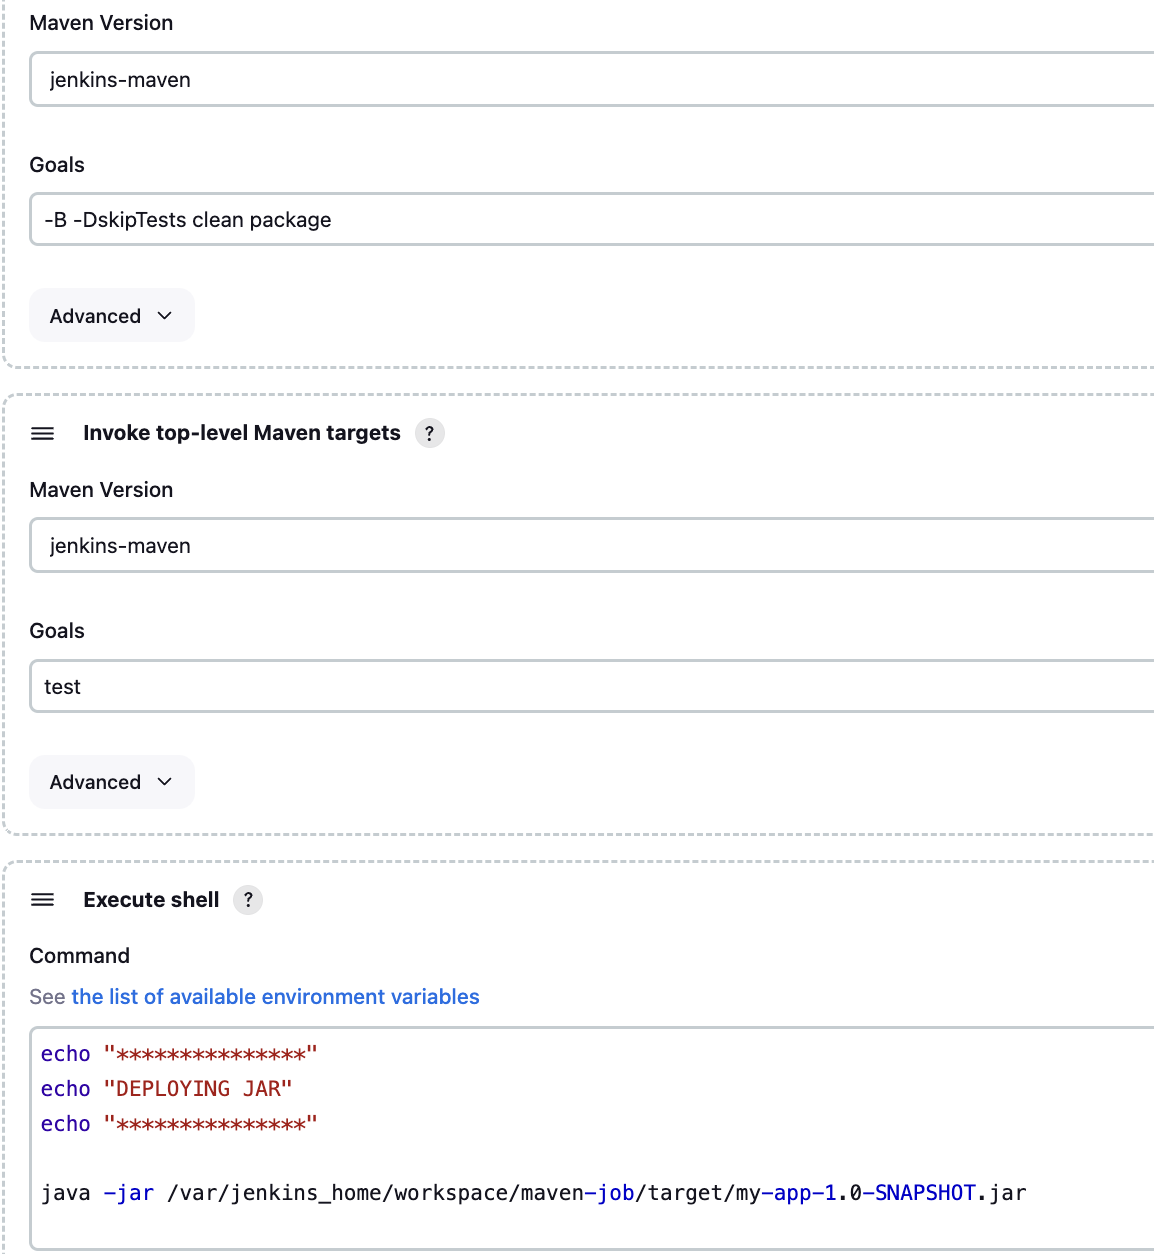 Maven Version
jenkins-maven
Goals
-B -DskipTests clean package
Advanced
Invoke top-level Maven targets ?
Maven Version
jenkins-maven
Goals
test
Advanced
Execute shell ?
Command
See the list of available environment variables
echo "***************"
echo "DEPLOYING JAR"
echo "***************"
java -jar /var/jenkins_home/workspace/maven-job/target/my-app-1.0-SNAPSHOT.jar